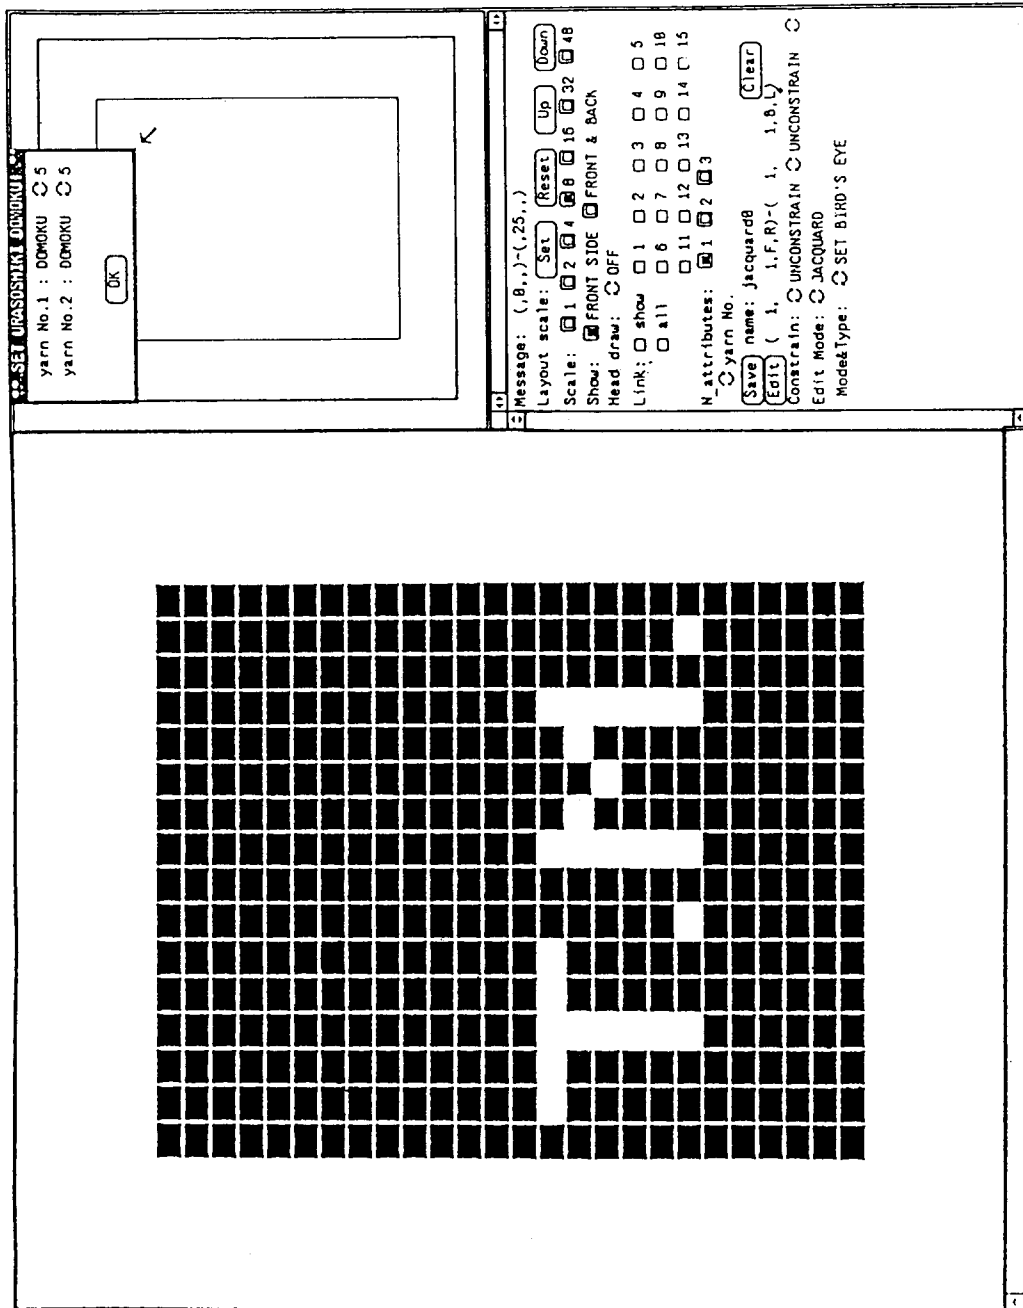 SET URASOSHIKI DOMOKU
yarn No.1 : DOMOKU 5
yarn No.2 : DOMOKU 5
OK
Message: (,0,,)-(,25,,)
Layout scale: Set Reset Up Down
Scale: 1 2 4 8 16 32 48
Show: FRONT SIDE FRONT & BACK
Head draw: OFF
Link: show 1 2 3 4 5
all 6 7 8 9 10
11 12 13 14 15
N_attributes: 1 2 3
yarn No.
Save name: jacquard0 Clear
Edit ( 1, 1,F,R)-( 1, 1,B,L)
Constrain: UNCONSTRAIN UNCONSTRAIN
Edit Mode: JACQUARD
Mode&Type: SET BIRD'S EYE
T.M.